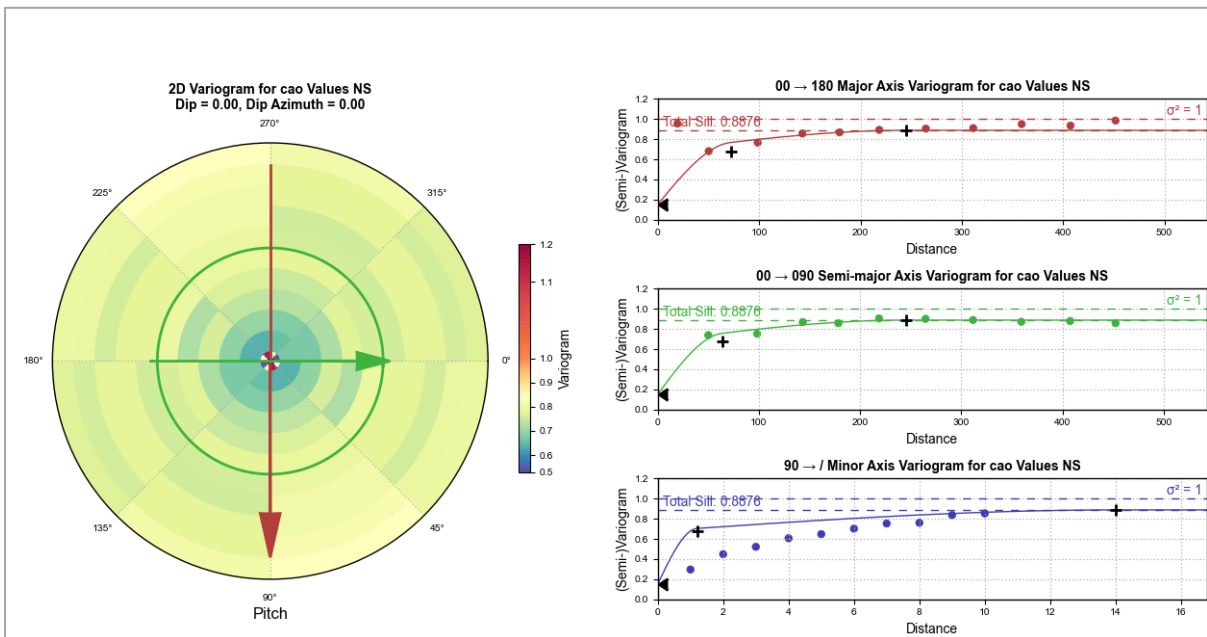 2D Variogram for cao Values NS
Dip = 0.00, Dip Azimuth = 0.00
270°
225°
315°
180°
0°
135°
45°
90°
Pitch
1.2
1.1
1.0
0.9
0.8
0.7
0.6
0.5
Variogram
00 → 180 Major Axis Variogram for cao Values NS
Total Sill: 0.8876
σ² = 1
1.2
1.0
0.8
0.6
0.4
0.2
0.0
(Semi-)Variogram
0 100 200 300 400 500
Distance
00 → 090 Semi-major Axis Variogram for cao Values NS
Total Sill: 0.8876
σ² = 1
1.2
1.0
0.8
0.6
0.4
0.2
0.0
(Semi-)Variogram
0 100 200 300 400 500
Distance
90 → / Minor Axis Variogram for cao Values NS
Total Sill: 0.8876
σ² = 1
1.2
1.0
0.8
0.6
0.4
0.2
0.0
(Semi-)Variogram
0 2 4 6 8 10 12 14 16
Distance